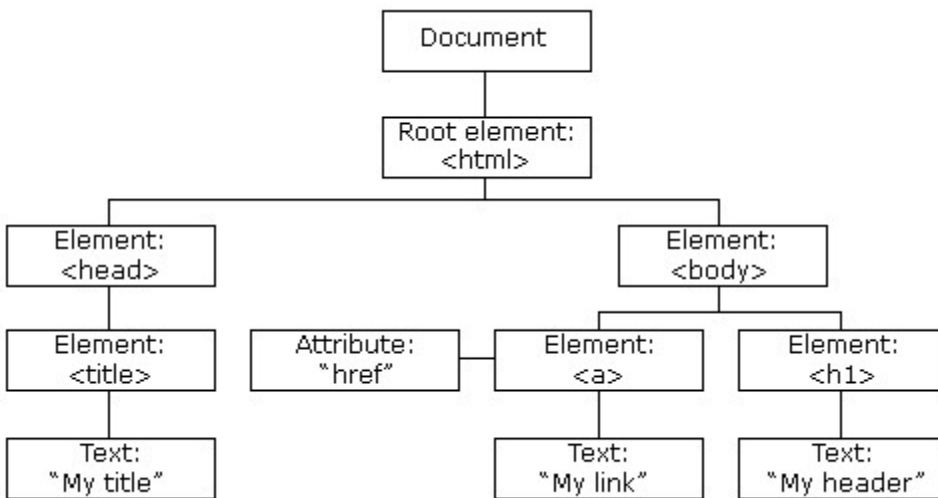 Document
Root element:
<html>
Element:
<head>
Element:
<body>
Element:
<title>
Attribute:
“href”
Element:
<a>
Element:
<h1>
Text:
“My title”
Text:
“My link”
Text:
“My header”